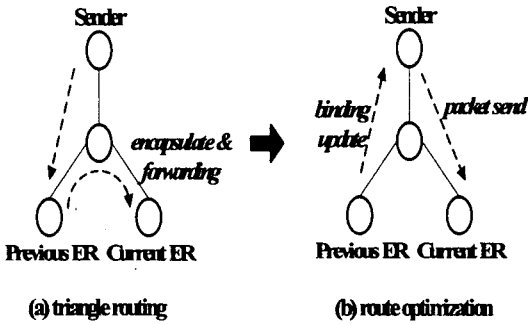 Sender
encapsulate &
forwarding
Previous ER Current ER
(a) triangle routing
Sender
binding
update
packet send
Previous ER Current ER
(b) route optimization